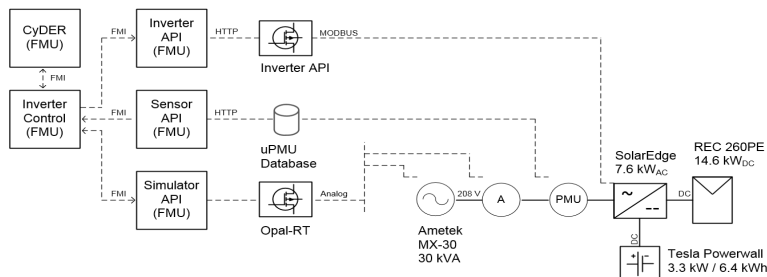 CyDER
(FMU)
FMI
Inverter
Control
(FMU)
FMI
Inverter
API
(FMU)
HTTP
Inverter API
MODBUS
FMI
Sensor
API
(FMU)
HTTP
uPMU
Database
FMI
Simulator
API
(FMU)
Opal-RT
Analog
Ametek
MX-30
30 kVA
208 V
A
PMU
SolarEdge
7.6 kWAC
DC
REC 260PE
14.6 kWDC
DC
Tesla Powerwall
3.3 kW / 6.4 kWh